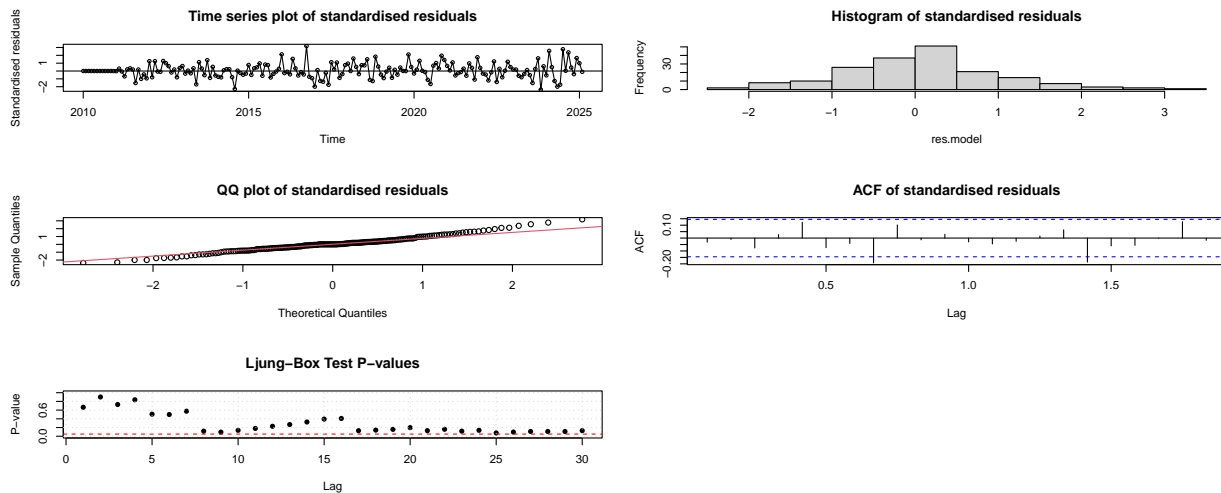 Time series plot of standardised residuals
Standardised residuals
1
−2
2010
2015
2020
2025
Time
Histogram of standardised residuals
Frequency
30
0
−2
−1
0
1
2
3
res.model
QQ plot of standardised residuals
Sample Quantiles
1
−2
−2
−1
0
1
2
Theoretical Quantiles
ACF of standardised residuals
ACF
0.10
−0.20
0.5
1.0
1.5
Lag
Ljung−Box Test P−values
P−value
0.6
0.0
0
5
10
15
20
25
30
Lag